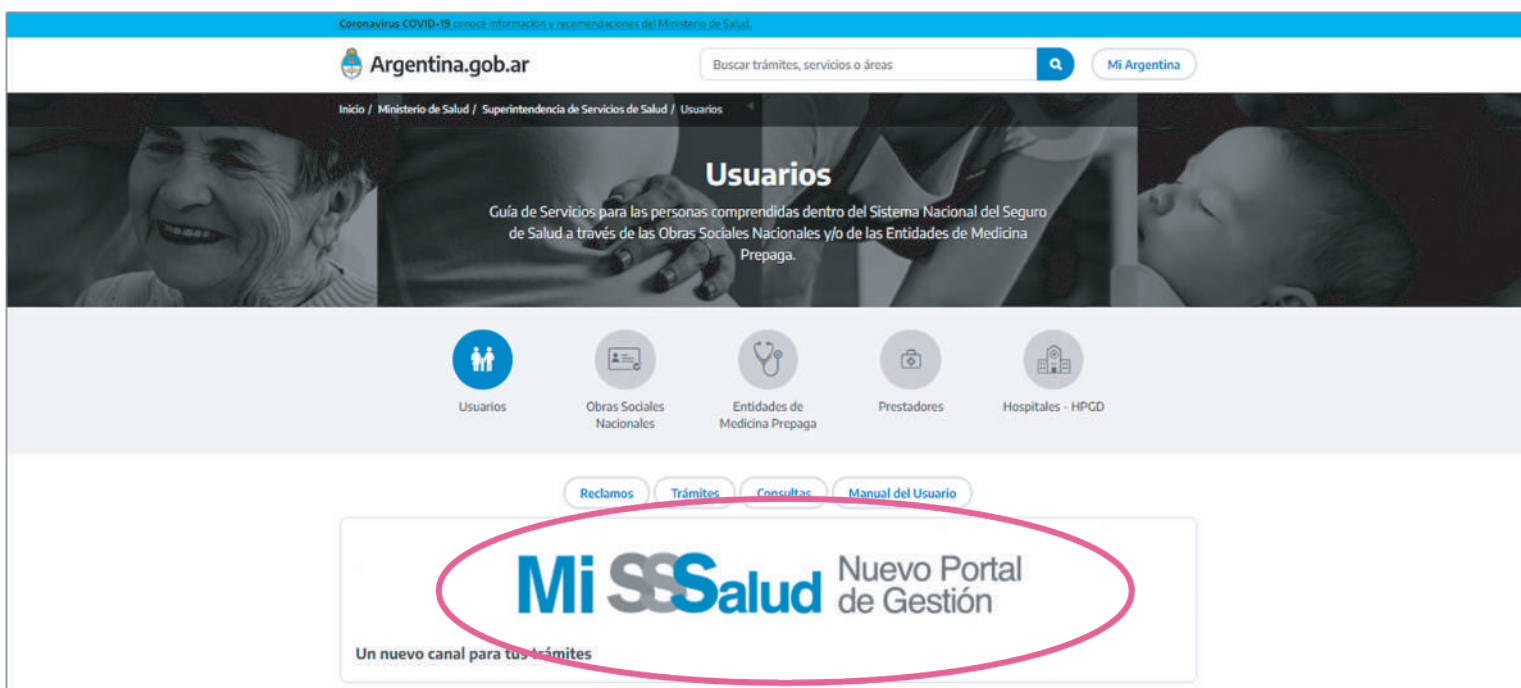 Coronavirus COVID-19 conocé información y recomendaciones del Ministerio de Salud.
Argentina.gob.ar
Buscar trámites, servicios o áreas
Mi Argentina
Inicio / Ministerio de Salud / Superintendencia de Servicios de Salud / Usuarios
Usuarios
Guía de Servicios para las personas comprendidas dentro del Sistema Nacional del Seguro
de Salud a través de las Obras Sociales Nacionales y/o de las Entidades de Medicina
Prepaga.
Usuarios
Obras Sociales
Nacionales
Entidades de
Medicina Prepaga
Prestadores
Hospitales - HPGD
Reclamos
Trámites
Consultas
Manual del Usuario
Mi SSSalud
Nuevo Portal
de Gestión
Un nuevo canal para tus trámites